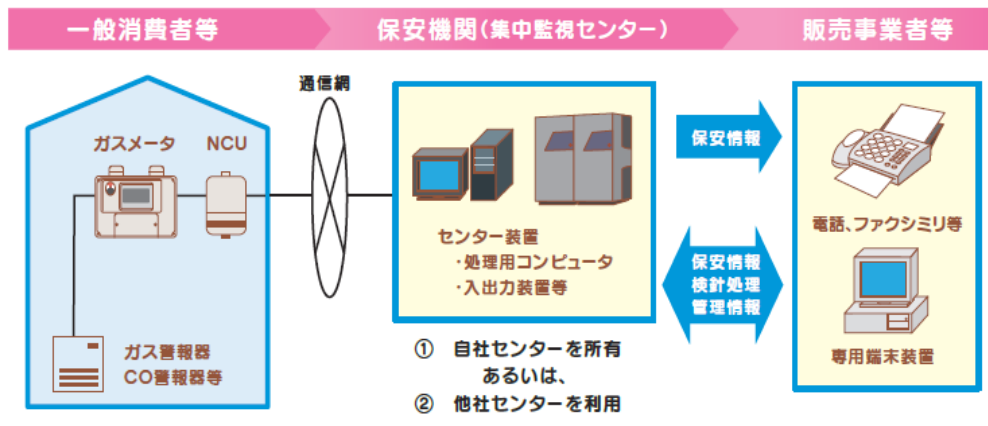 一般消費者等
保安機関(集中監視センター)
販売事業者等
通信網
ガスメータ
NCU
ガス警報器
CO警報器等
センター装置
・処理用コンピュータ
・入出力装置等
① 自社センターを所有
あるいは、
② 他社センターを利用
保安情報
保安情報
検針処理
管理情報
電話、ファクシミリ等
専用端末装置